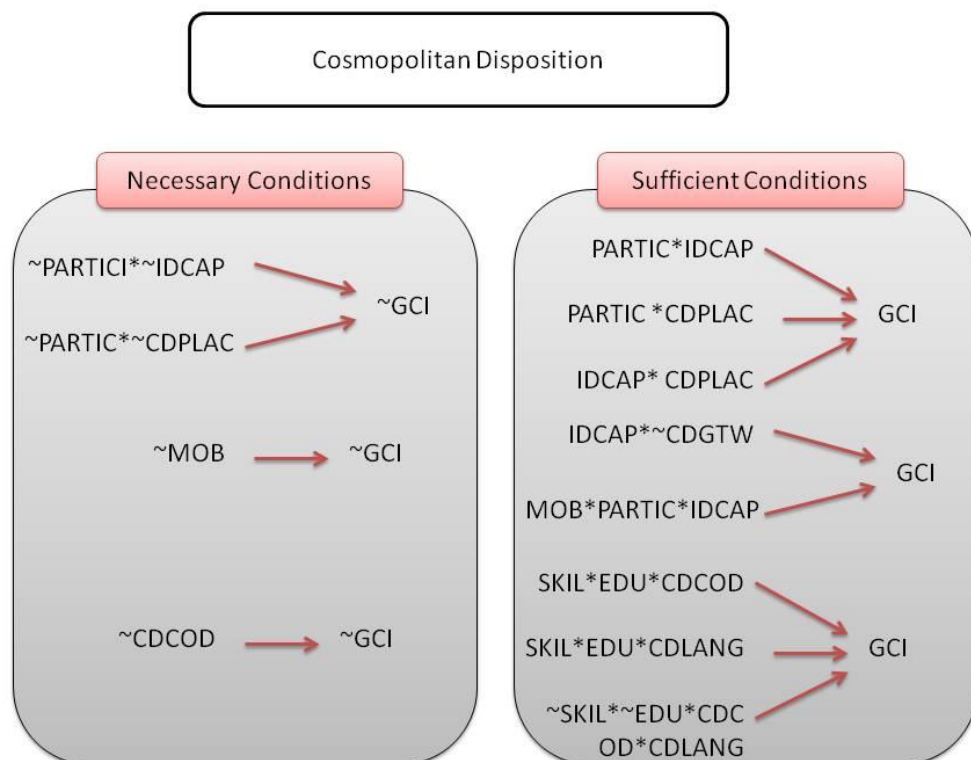 Cosmopolitan Disposition
Necessary Conditions
~PARTICI*~IDCAP
~GCI
~PARTIC*~CDPLAC
~MOB
~GCI
~CDCOD
~GCI
Sufficient Conditions
PARTIC*IDCAP
PARTIC *CDPLAC
GCI
IDCAP* CDPLAC
IDCAP*~CDGTW
GCI
MOB*PARTIC*IDCAP
SKIL*EDU*CDCOD
SKIL*EDU*CDLANG
GCI
~SKIL*~EDU*CDC
OD*CDLANG